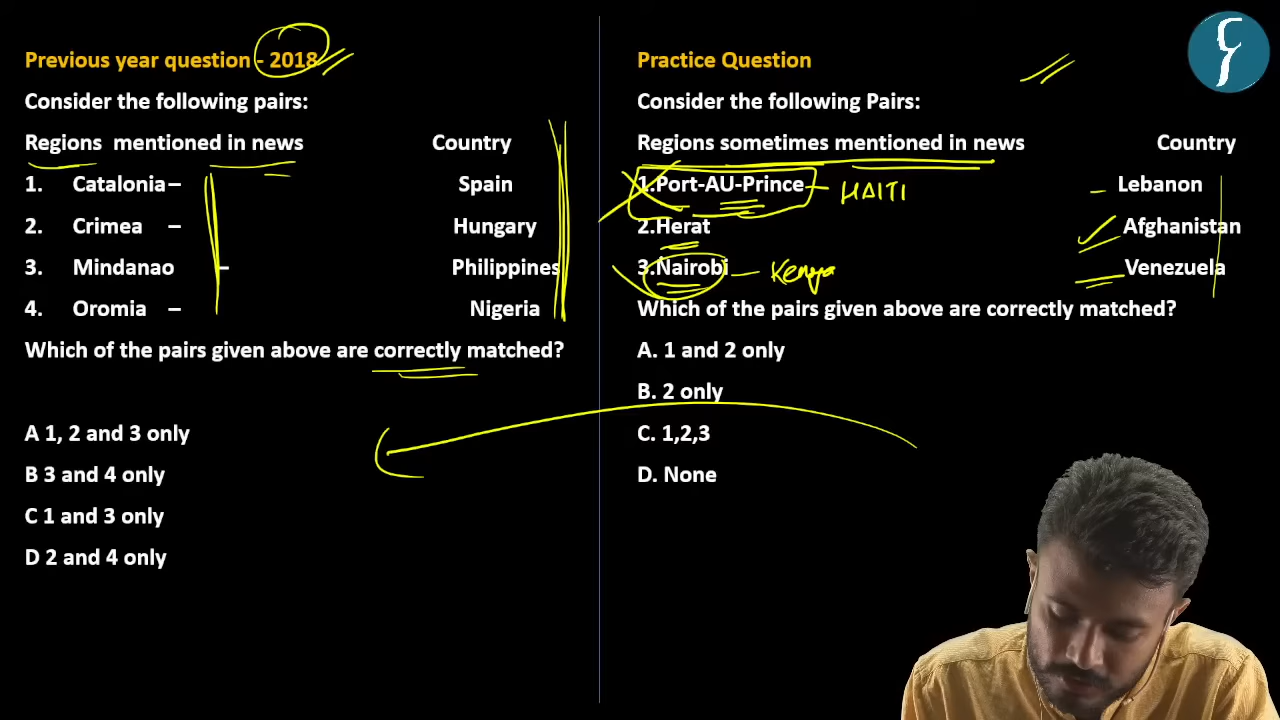 Previous year question - 2018
Consider the following pairs:
Regions mentioned in news Country
1. Catalonia– Spain
2. Crimea – Hungary
3. Mindanao – Philippines
4. Oromia – Nigeria
Which of the pairs given above are correctly matched?
A 1, 2 and 3 only
B 3 and 4 only
C 1 and 3 only
D 2 and 4 only
Practice Question
Consider the following Pairs:
Regions sometimes mentioned in news Country
1.Port-AU-Prince HAITI Lebanon
2.Herat Afghanistan
3.Nairobi Kenya Venezuela
Which of the pairs given above are correctly matched?
A. 1 and 2 only
B. 2 only
C. 1,2,3
D. None